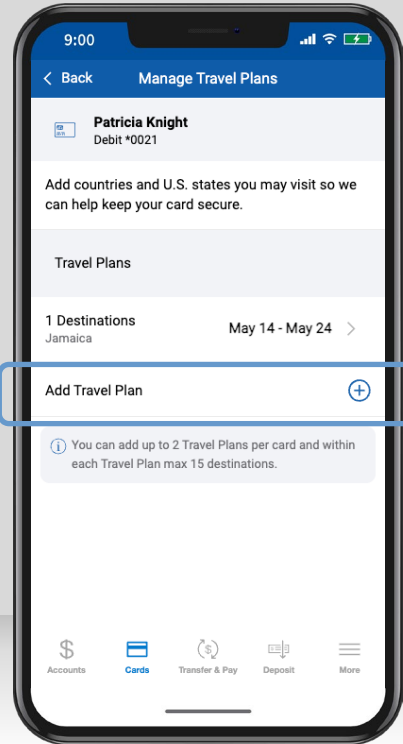 9:00
Back Manage Travel Plans
Patricia Knight
Debit *0021
Add countries and U.S. states you may visit so we
can help keep your card secure.
Travel Plans
1 Destinations
Jamaica
May 14 - May 24
Add Travel Plan
You can add up to 2 Travel Plans per card and within
each Travel Plan max 15 destinations.
Accounts Cards Transfer & Pay Deposit More